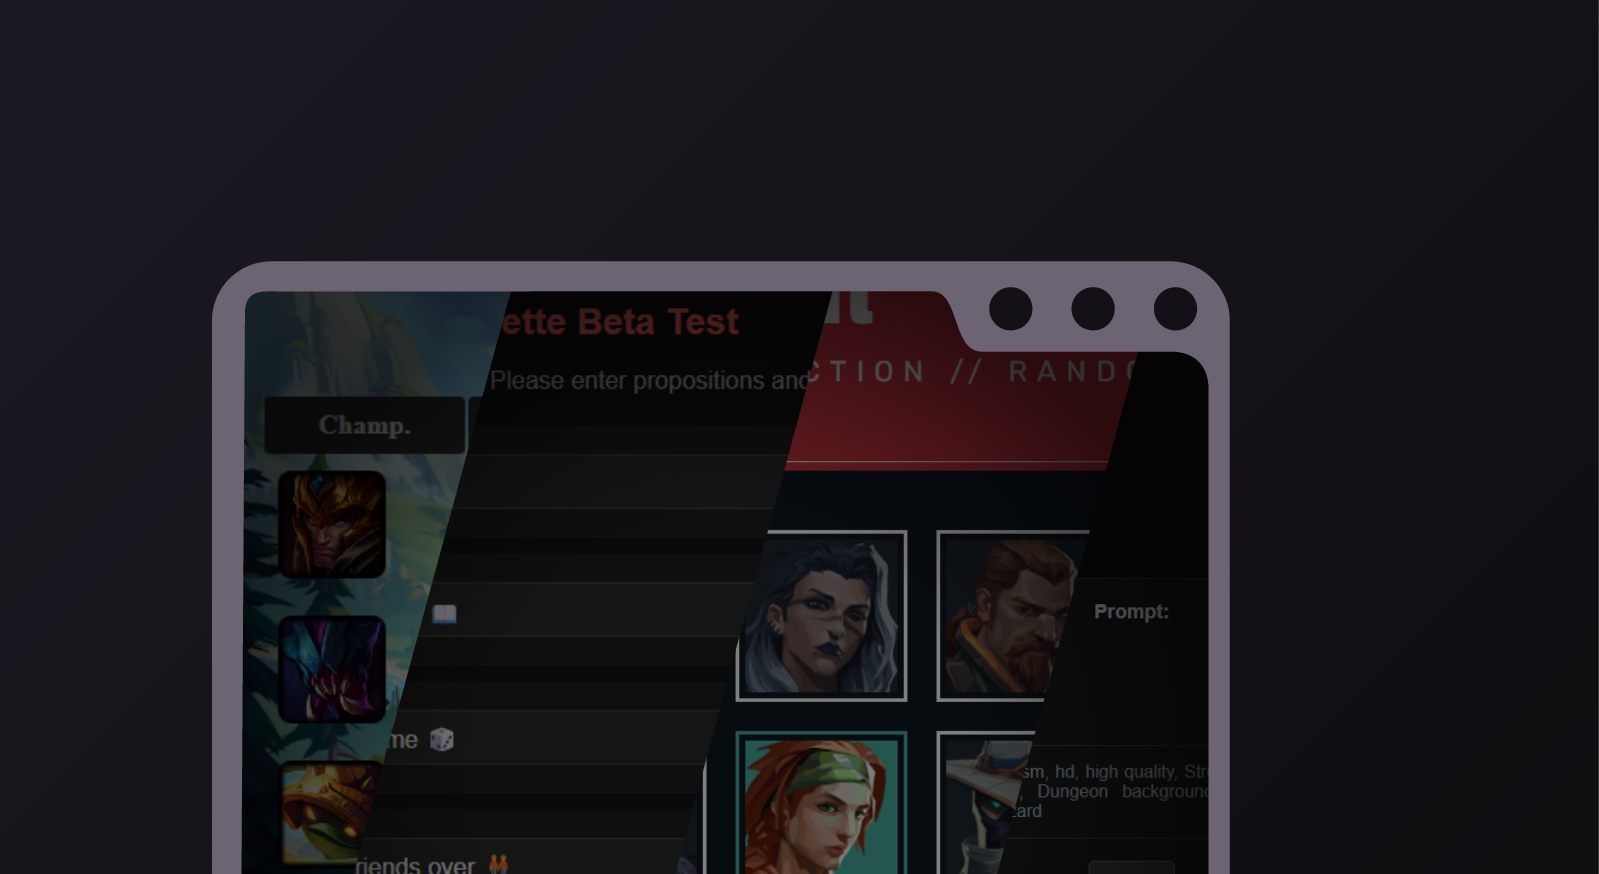 ette Beta Test
Please enter propositions and
CTION // RANDO
Champ.
Prompt:
me
sm, hd, high quality, Str
, Dungeon background
zard
riends over